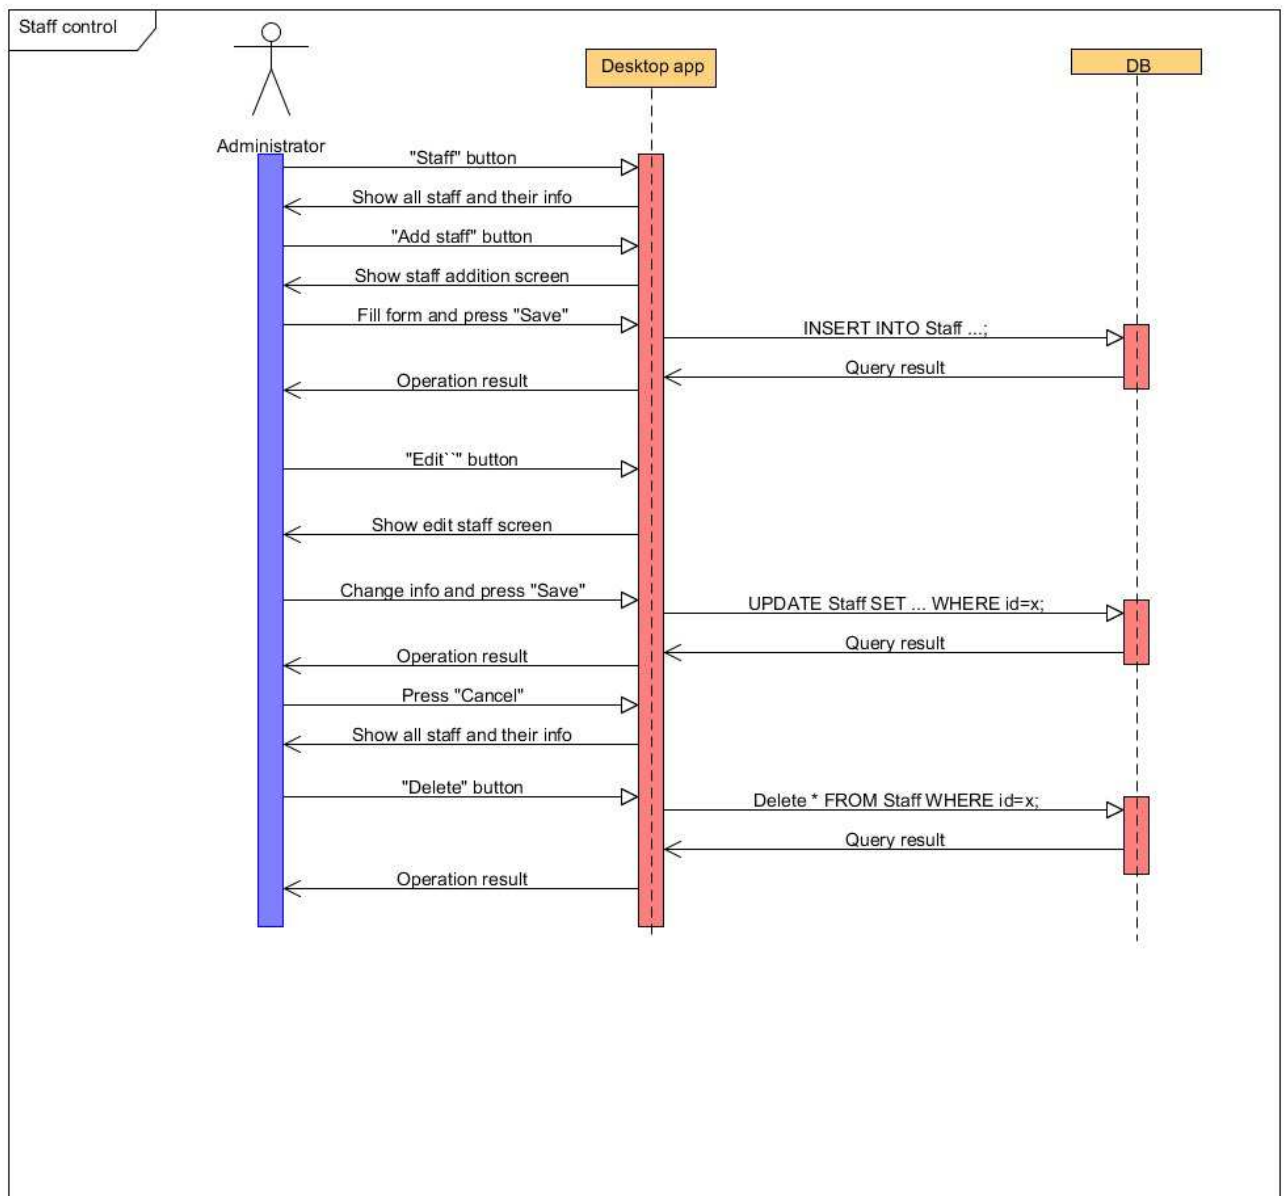 Staff control
Desktop app
DB
Administrator
"Staff" button
Show all staff and their info
"Add staff" button
Show staff addition screen
Fill form and press "Save"
INSERT INTO Staff ...;
Query result
Operation result
"Edit``" button
Show edit staff screen
Change info and press "Save"
UPDATE Staff SET ... WHERE id=x;
Query result
Operation result
Press "Cancel"
Show all staff and their info
"Delete" button
Delete * FROM Staff WHERE id=x;
Query result
Operation result